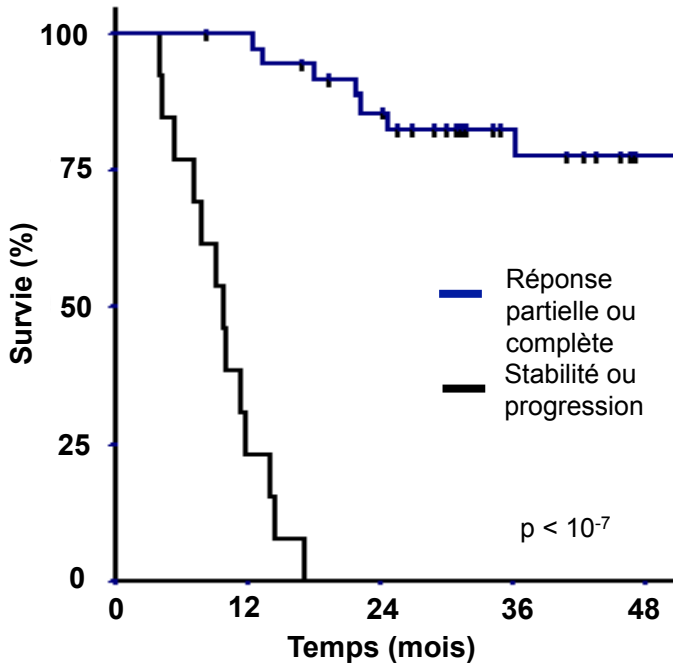 100
75
50
25
0
Survie (%)
Réponse
partielle ou
complète
Stabilité ou
progression
p < 10-7
0 12 24 36 48
Temps (mois)